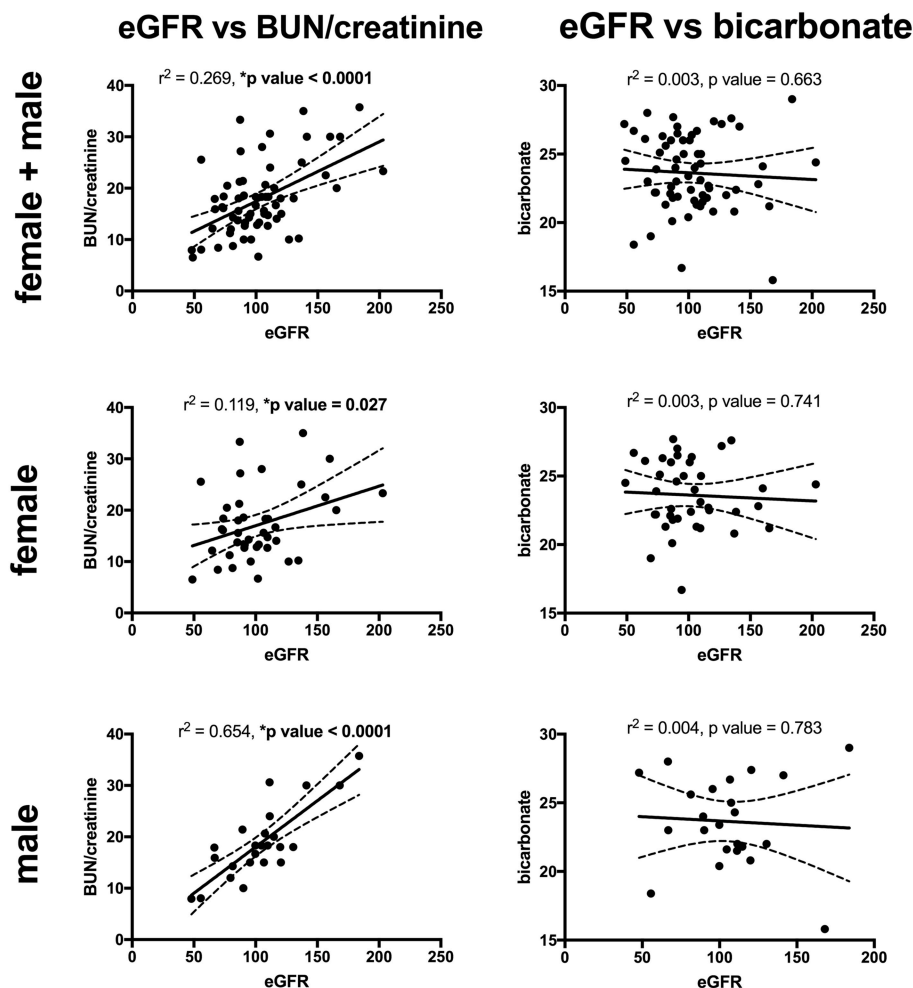 eGFR vs BUN/creatinine
eGFR vs bicarbonate
female + male
r² = 0.269, *p value < 0.0001
BUN/creatinine
40
30
20
10
0
0 50 100 150 200 250
eGFR
r² = 0.003, p value = 0.663
bicarbonate
30
25
20
15
0 50 100 150 200 250
eGFR
female
r² = 0.119, *p value = 0.027
BUN/creatinine
40
30
20
10
0
0 50 100 150 200 250
eGFR
r² = 0.003, p value = 0.741
bicarbonate
30
25
20
15
0 50 100 150 200 250
eGFR
male
r² = 0.654, *p value < 0.0001
BUN/creatinine
40
30
20
10
0
0 50 100 150 200 250
eGFR
r² = 0.004, p value = 0.783
bicarbonate
30
25
20
15
0 50 100 150 200
eGFR